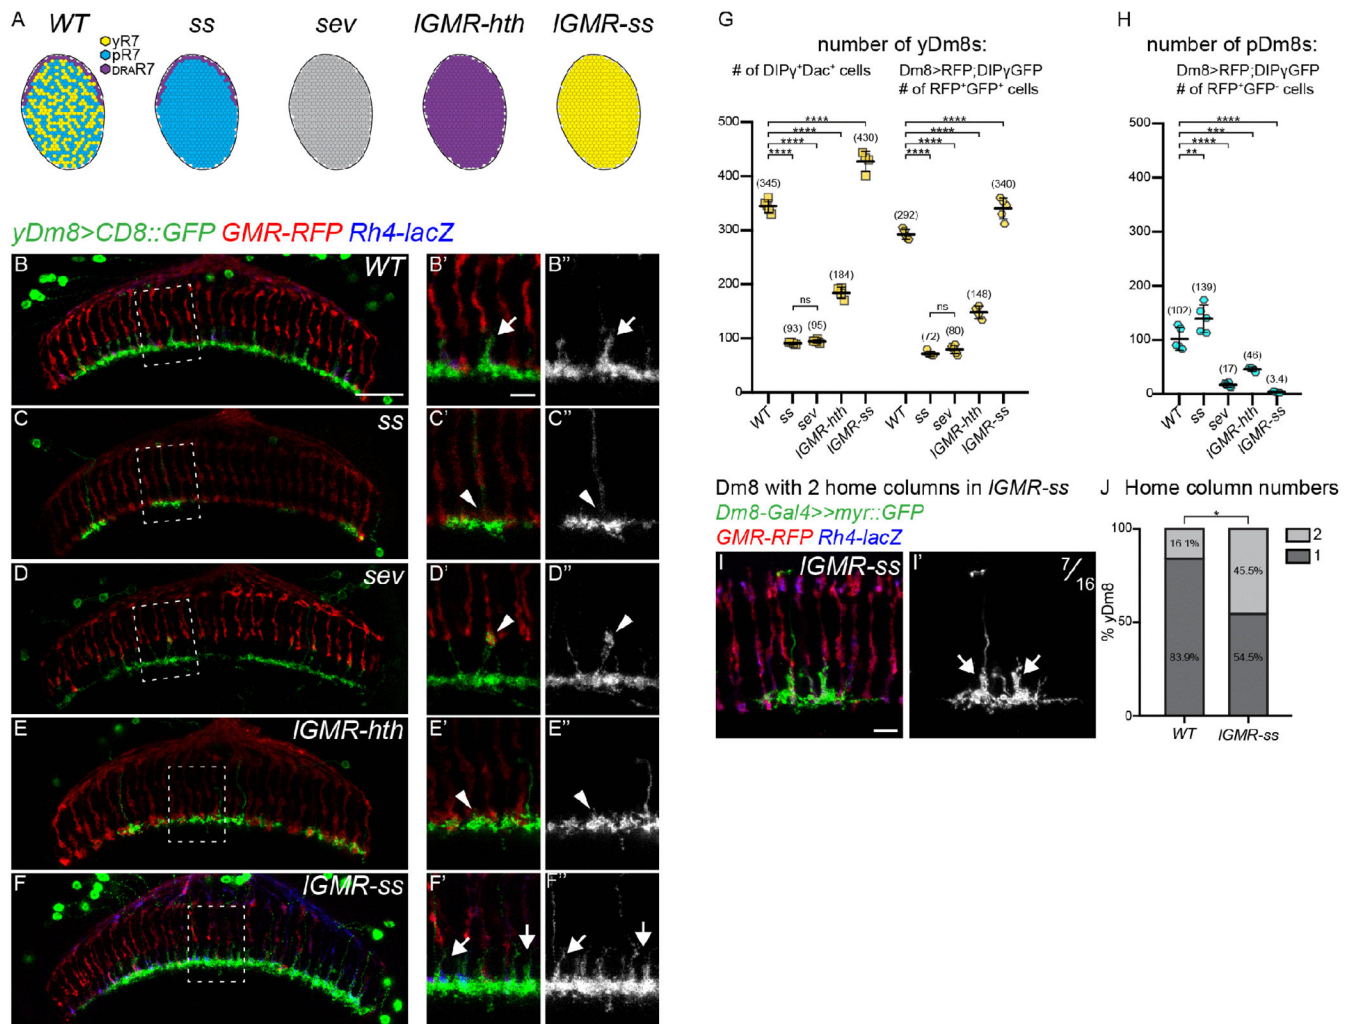 A WT ss sev lGMR-hth lGMR-ss
yR7
pR7
DRAR7
yDm8>CD8::GFP GMR-RFP Rh4-lacZ
B WT B' B''
C ss C' C''
D sev D' D''
E lGMR-hth E' E''
F lGMR-ss F' F''
G
number of yDm8s:
# of DIPγ⁺Dac⁺ cells
Dm8>RFP;DIPγGFP
# of RFP⁺GFP⁺ cells
500
400
300
200
100
0
****
****
****
****
(345)
(93)
ns
(95)
(184)
(430)
****
****
****
****
(292)
(72)
ns
(80)
(148)
(340)
WT ss sev lGMR-hth lGMR-ss
WT ss sev lGMR-hth lGMR-ss
H
number of pDm8s:
Dm8>RFP;DIPγGFP
# of RFP⁺GFP⁻ cells
500
400
300
200
100
0
****
***
****
**
(102)
(139)
(17)
(46)
(3.4)
WT ss sev lGMR-hth lGMR-ss
Dm8 with 2 home columns in lGMR-ss
Dm8-Gal4>>myr::GFP
GMR-RFP Rh4-lacZ
I lGMR-ss I' 7/16
J Home column numbers
% yDm8
100
50
0
*
16.1%
83.9%
45.5%
54.5%
2
1
WT lGMR-ss